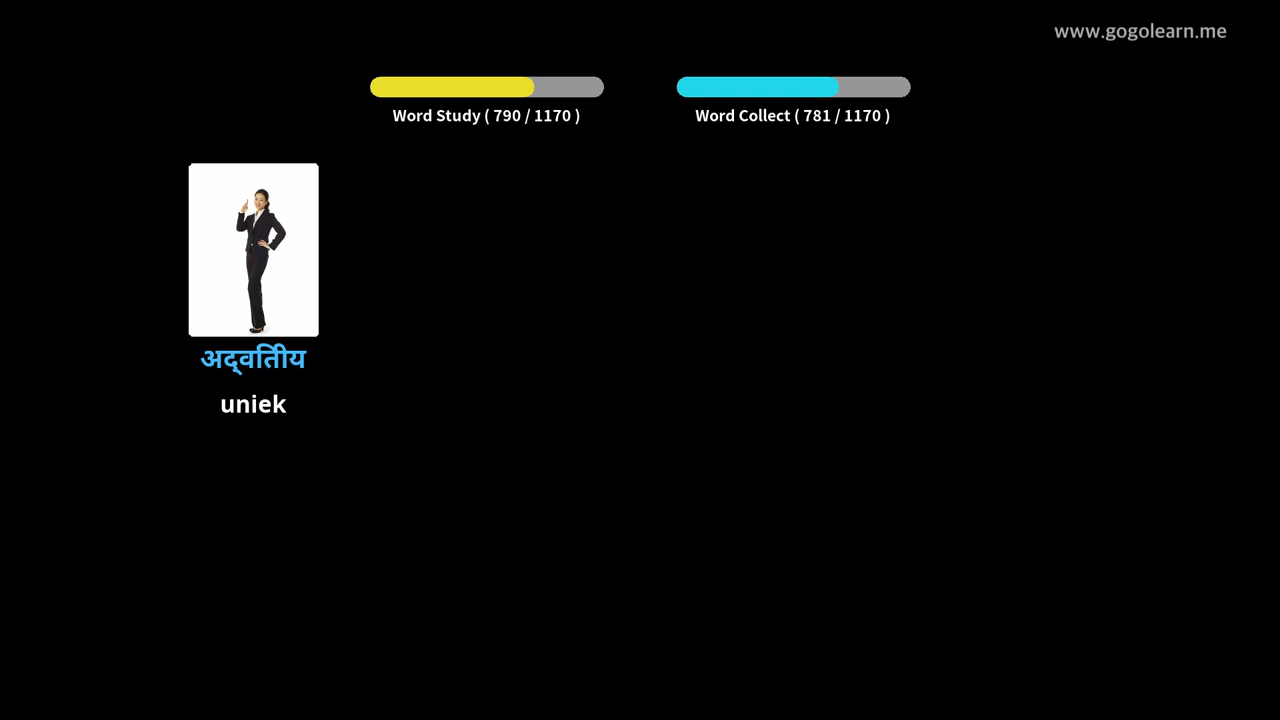 www.gogolearn.me
Word Study ( 790 / 1170 )
Word Collect ( 781 / 1170 )
अद्वितीय
uniek